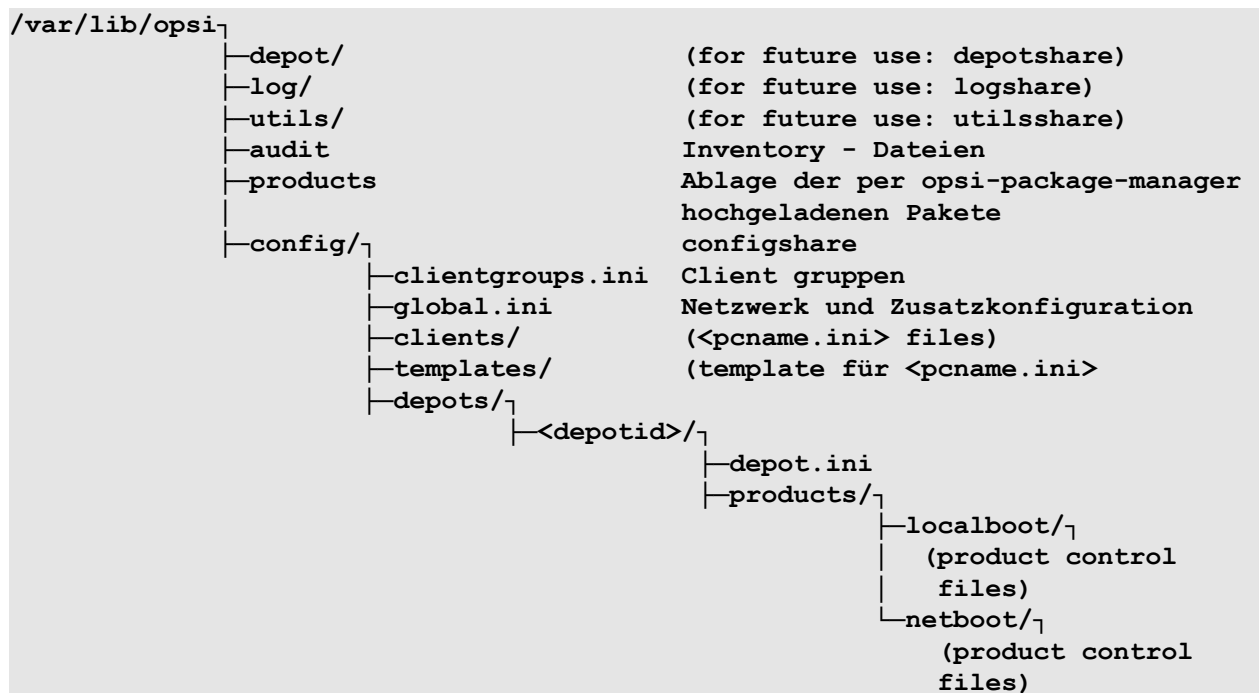 /var/lib/opsi┐
├─depot/ (for future use: depotshare)
├─log/ (for future use: logshare)
├─utils/ (for future use: utilsshare)
├─audit Inventory - Dateien
├─products Ablage der per opsi-package-manager
│ hochgeladenen Pakete
├─config/┐ configshare
├─clientgroups.ini Client gruppen
├─global.ini Netzwerk und Zusatzkonfiguration
├─clients/ (<pcname.ini> files)
├─templates/ (template für <pcname.ini>
├─depots/┐
├─<depotid>/┐
├─depot.ini
├─products/┐
├─localboot/┐
│ (product control
│ files)
└─netboot/┐
(product control
files)